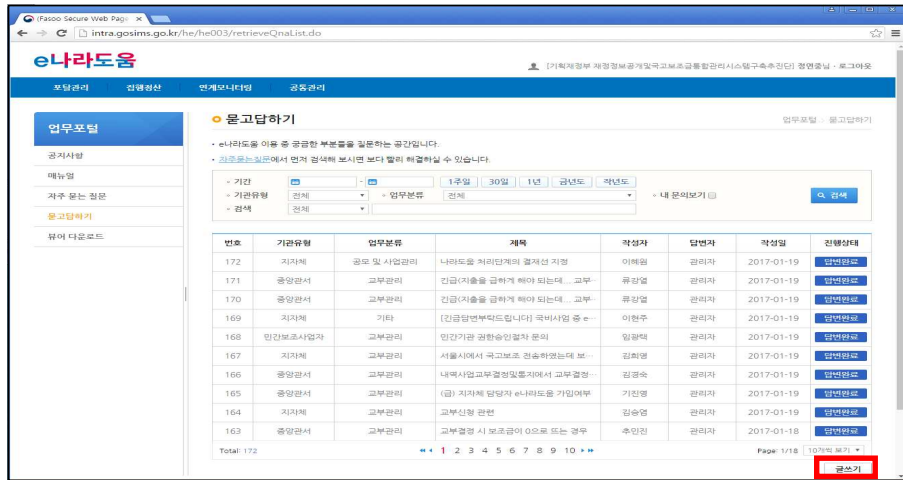 (Fasoo Secure Web Page
intra.gosims.go.kr/he/he003/retrieveQnaList.do
e나라도움
[기획재정부 재정정보공개및국고보조금통합관리시스템구축추진단] 정연중님 · 로그아웃
포탈관리 집행정산 연계모니터링 공통관리
업무포털
공지사항
매뉴얼
자주 묻는 질문
묻고답하기
뷰어 다운로드
묻고답하기
업무포털 : 묻고답하기
e나라도움 이용 중 궁금한 부분들을 질문하는 공간입니다.
자주묻는질문에서 먼저 검색해 보시면 보다 빨리 해결하실 수 있습니다.
기간 - 1주일 30일 1년 금년도 작년도
기관유형 전체 업무분류 전체 내 문의보기 검색
검색 전체
번호 기관유형 업무분류 제목 작성자 답변자 작성일 진행상태
172 지자체 공모 및 사업관리 나라도움 처리단계의 결재선 지정 이혜원 관리자 2017-01-19 답변완료
171 중앙관서 교부관리 긴급(지출을 급하게 해야 되는데... 교부… 류강열 관리자 2017-01-19 답변완료
170 중앙관서 교부관리 긴급(지출을 급하게 해야 되는데... 교부… 류강열 관리자 2017-01-19 답변완료
169 지자체 기타 [긴급답변부탁드립니다] 국비사업 중 e… 이현주 관리자 2017-01-19 답변완료
168 민간보조사업자 교부관리 민간기관 권한승인절차 문의 임광택 관리자 2017-01-19 답변완료
167 지자체 교부관리 서울시에서 국고보조 전송하였는데 보… 김희영 관리자 2017-01-19 답변완료
166 중앙관서 교부관리 내역사업교부결정및통지에서 교부결정… 김경숙 관리자 2017-01-19 답변완료
165 중앙관서 교부관리 (급) 지자체 담당자 e나라도움 가입여부 기진영 관리자 2017-01-19 답변완료
164 지자체 교부관리 교부신청 관련 김승연 관리자 2017-01-19 답변완료
163 중앙관서 교부관리 교부결정 시 보조금이 0으로 뜨는 경우 추민진 관리자 2017-01-18 답변완료
Total: 172 1 2 3 4 5 6 7 8 9 10 Page: 1/18 10개씩 보기
글쓰기